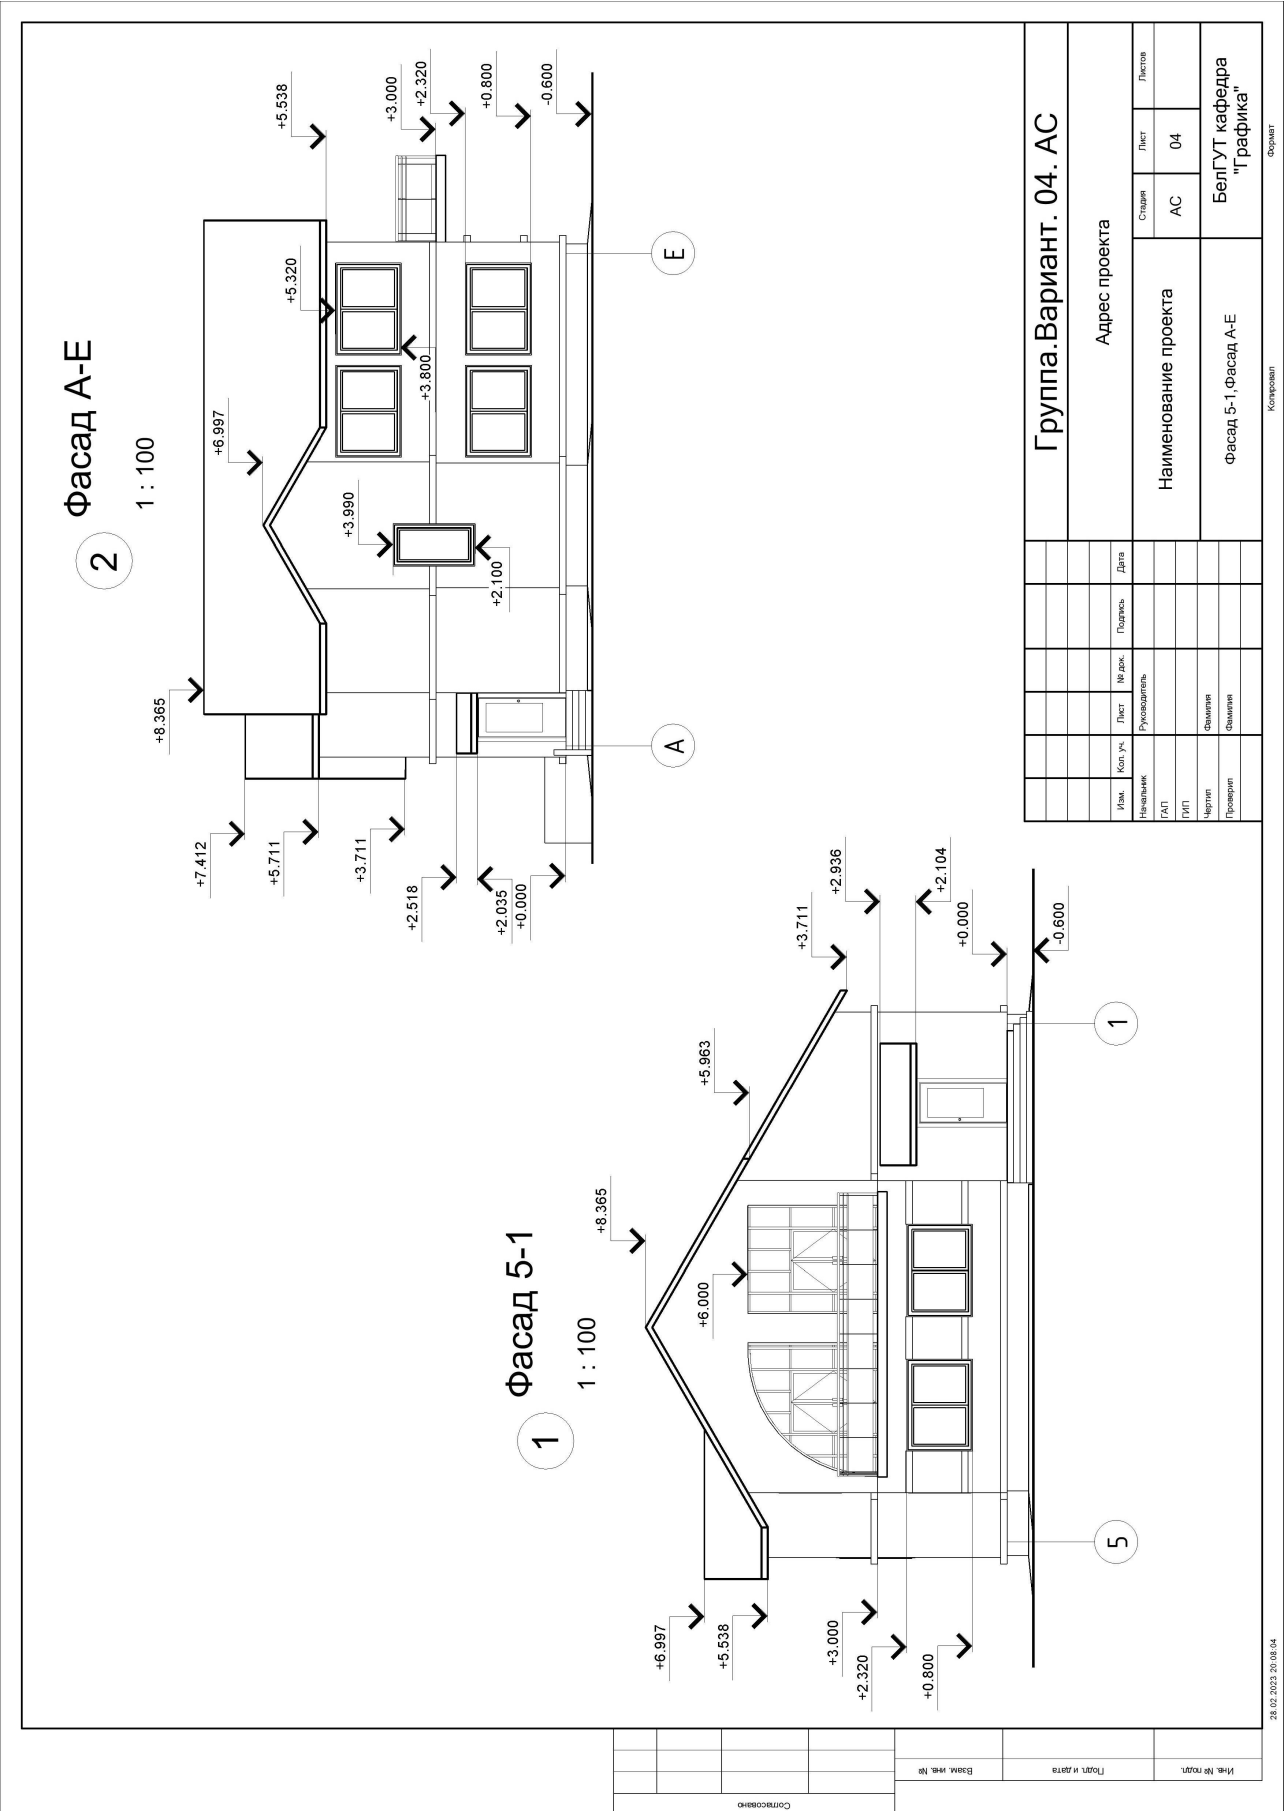 2
Фасад А-Е
1 : 100
+8.365
+6.997
+5.320
+5.538
+3.000
+2.320
+0.800
-0.600
+7.412
+5.711
+3.711
+2.518
+2.035
+0.000
+3.990
+2.100
+3.800
А
Е
1
Фасад 5-1
1 : 100
+8.365
+6.000
+5.963
+3.711
+2.936
+2.104
+0.000
-0.600
+6.997
+5.538
+3.000
+2.320
+0.800
5
1
Группа.Вариант. 04. АС
Адрес проекта
Изм.
Кол. уч.
Лист
№ док.
Подпись
Дата
Начальник
Руководитель
ГАП
ГИП
Чертил
Фамилия
Проверил
Фамилия
Наименование проекта
Стадия
Лист
Листов
АС
04
Фасад 5-1,Фасад А-Е
БелГУТ кафедра
"Графика"
Копировал
Формат
Согласовано
Взам. инв. №
Подп. и дата
Инв. № подл.
28.02.2023 20:08:04